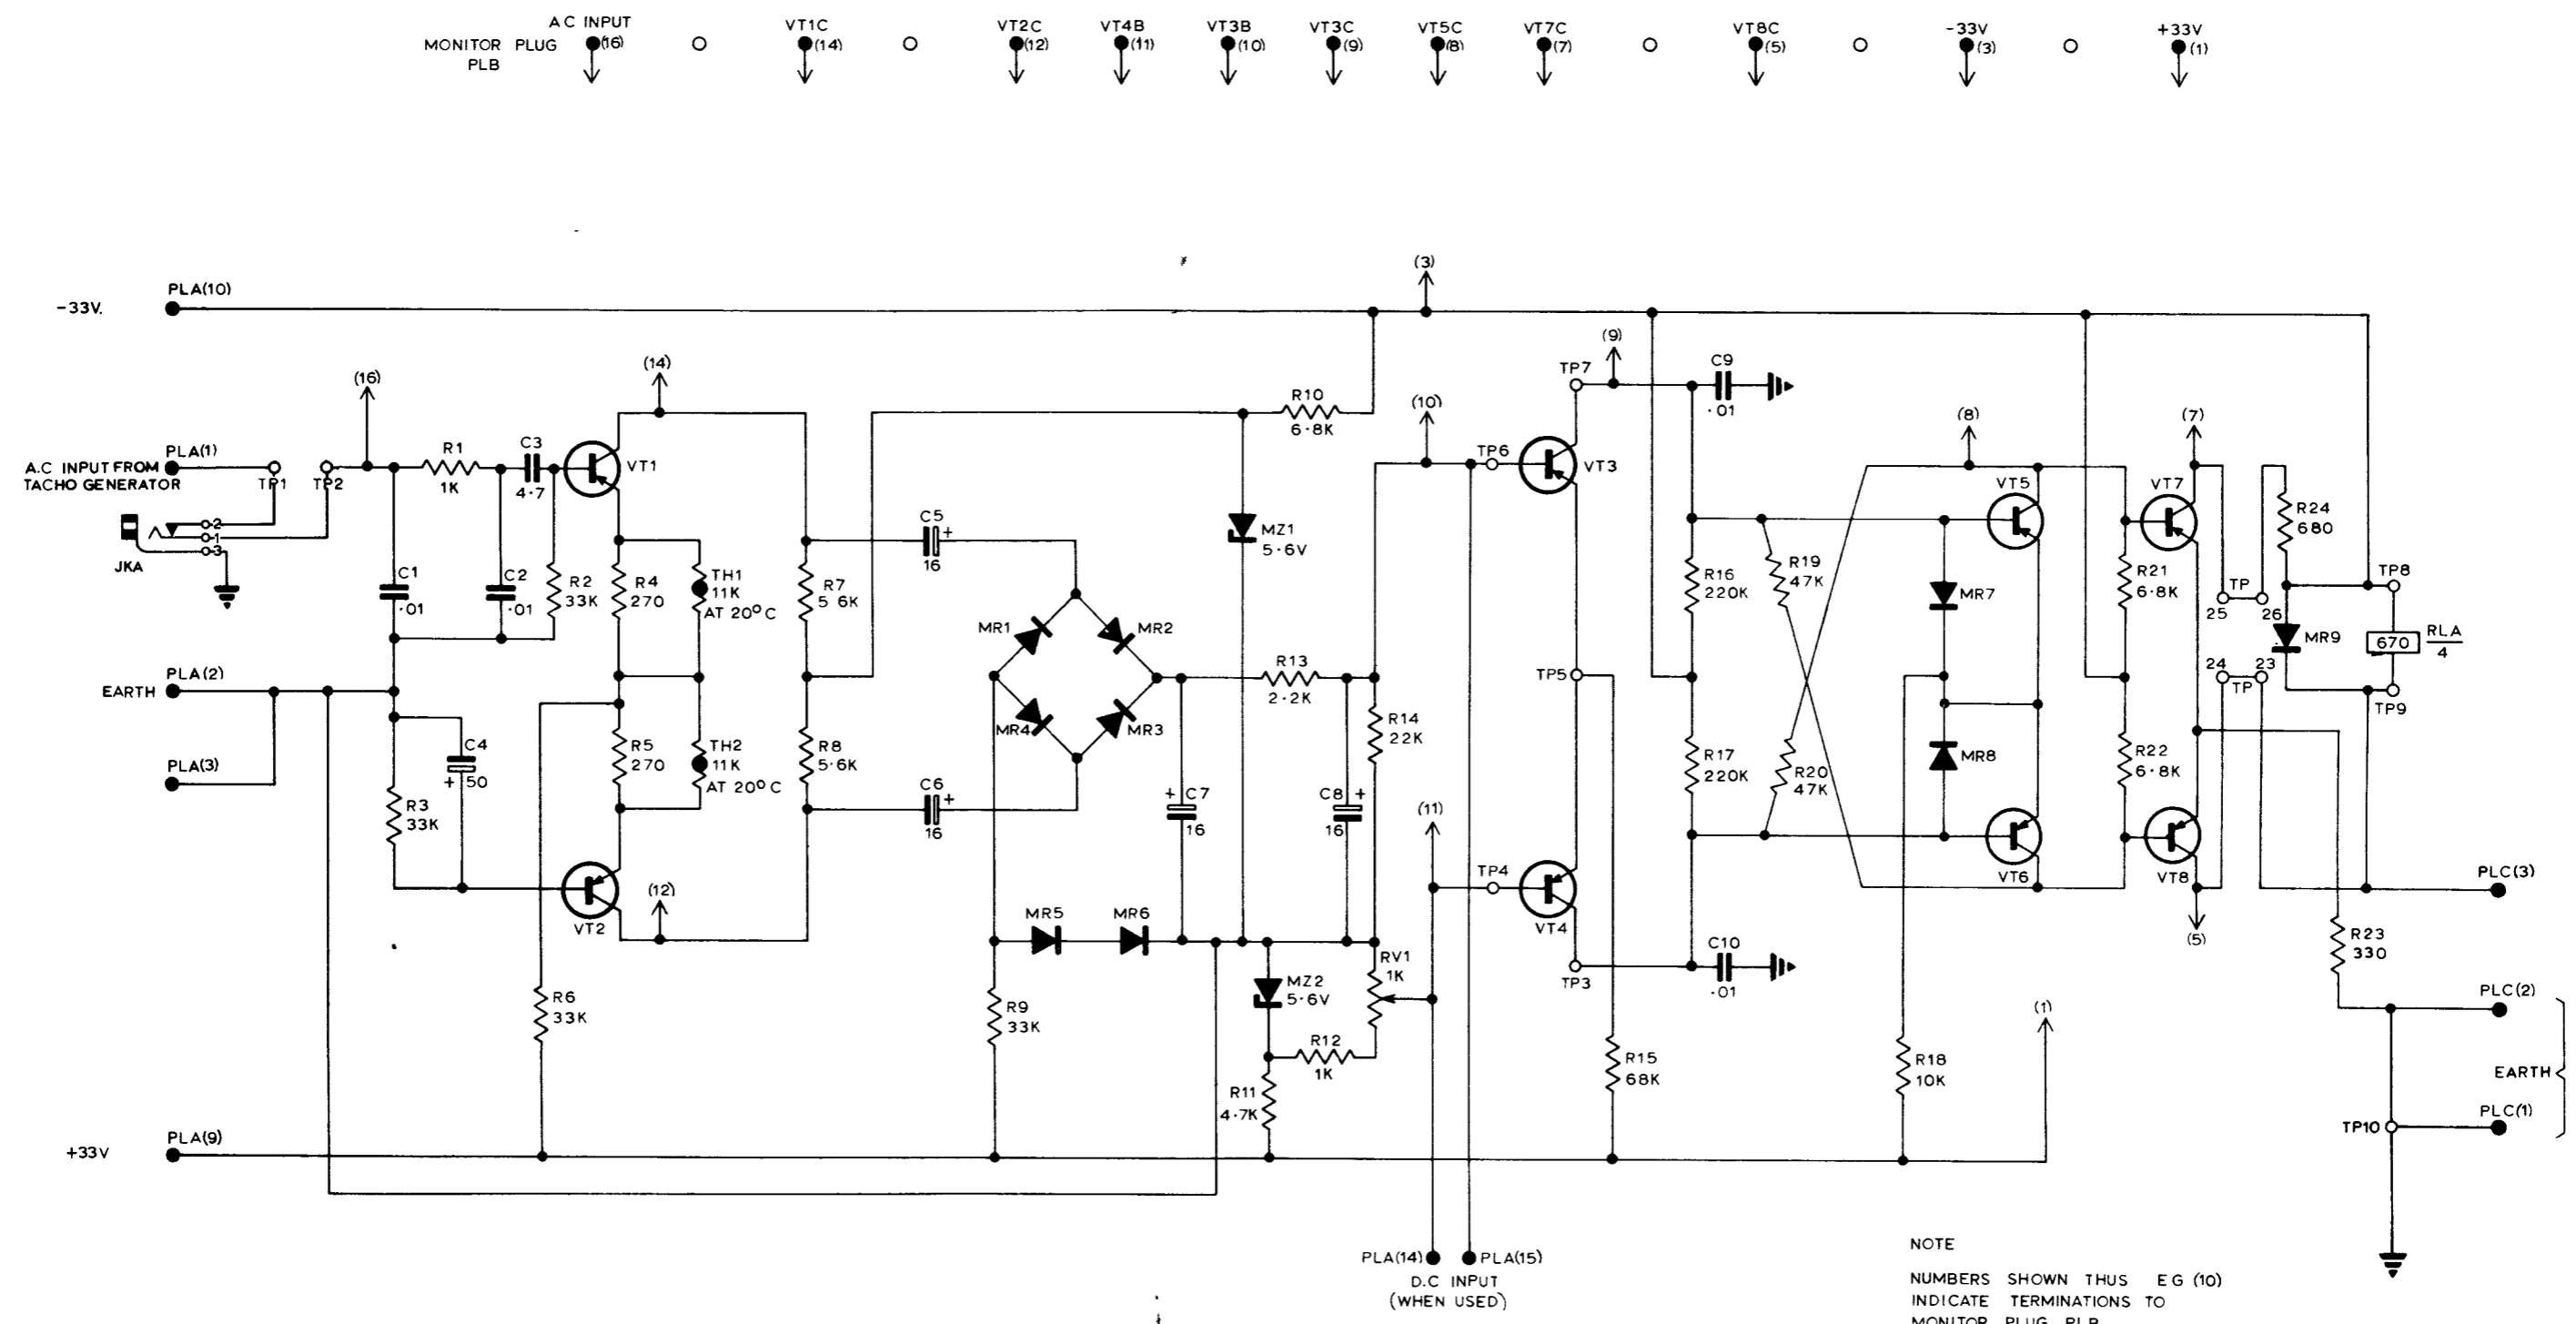 A C INPUT
MONITOR PLUG (16)
PLB
VT1C
(14)
VT2C
(12)
VT4B
(11)
VT3B
(10)
VT3C
(9)
VT5C
(8)
VT7C
(7)
VT8C
(5)
-33V
(3)
+33V
(1)
-33V.
PLA(10)
(3)
(16)
(14)
(9)
(10)
(8)
(7)
A.C INPUT FROM
TACHO GENERATOR
PLA(1)
TP1
TP2
2
1
3
JKA
R1
1K
C3
4·7
VT1
C1
·01
C2
·01
R2
33K
R4
270
TH1
11K
AT 20°C
R7
5 6K
C5
+
16
R10
6·8K
MZ1
5·6V
TP6
TP7
VT3
C9
·01
R16
220K
R19
47K
MR7
VT5
VT7
R21
6·8K
TP
25
26
R24
680
MR9
TP8
670
RLA
4
TP9
EARTH
PLA(2)
PLA(3)
C4
+
50
R3
33K
R5
270
TH2
11K
AT 20°C
R8
5·6K
C6
+
16
MR1
MR2
MR4
MR3
R13
2·2K
R14
22K
+
C7
16
C8
+
16
(11)
TP5
TP4
VT4
TP3
R17
220K
R20
47K
MR8
VT6
R22
6·8K
VT8
24
23
TP
(5)
PLC(3)
VT2
(12)
R6
33K
MR5
MR6
R9
33K
MZ2
5·6V
RV1
1K
R12
1K
R11
4·7K
C10
·01
R15
68K
R18
10K
(1)
R23
330
PLC(2)
EARTH
PLC(1)
TP10
+33V
PLA(9)
PLA(14)
PLA(15)
D.C INPUT
(WHEN USED)
NOTE
NUMBERS SHOWN THUS EG (10)
INDICATE TERMINATIONS TO
MONITOR PLUG PLB